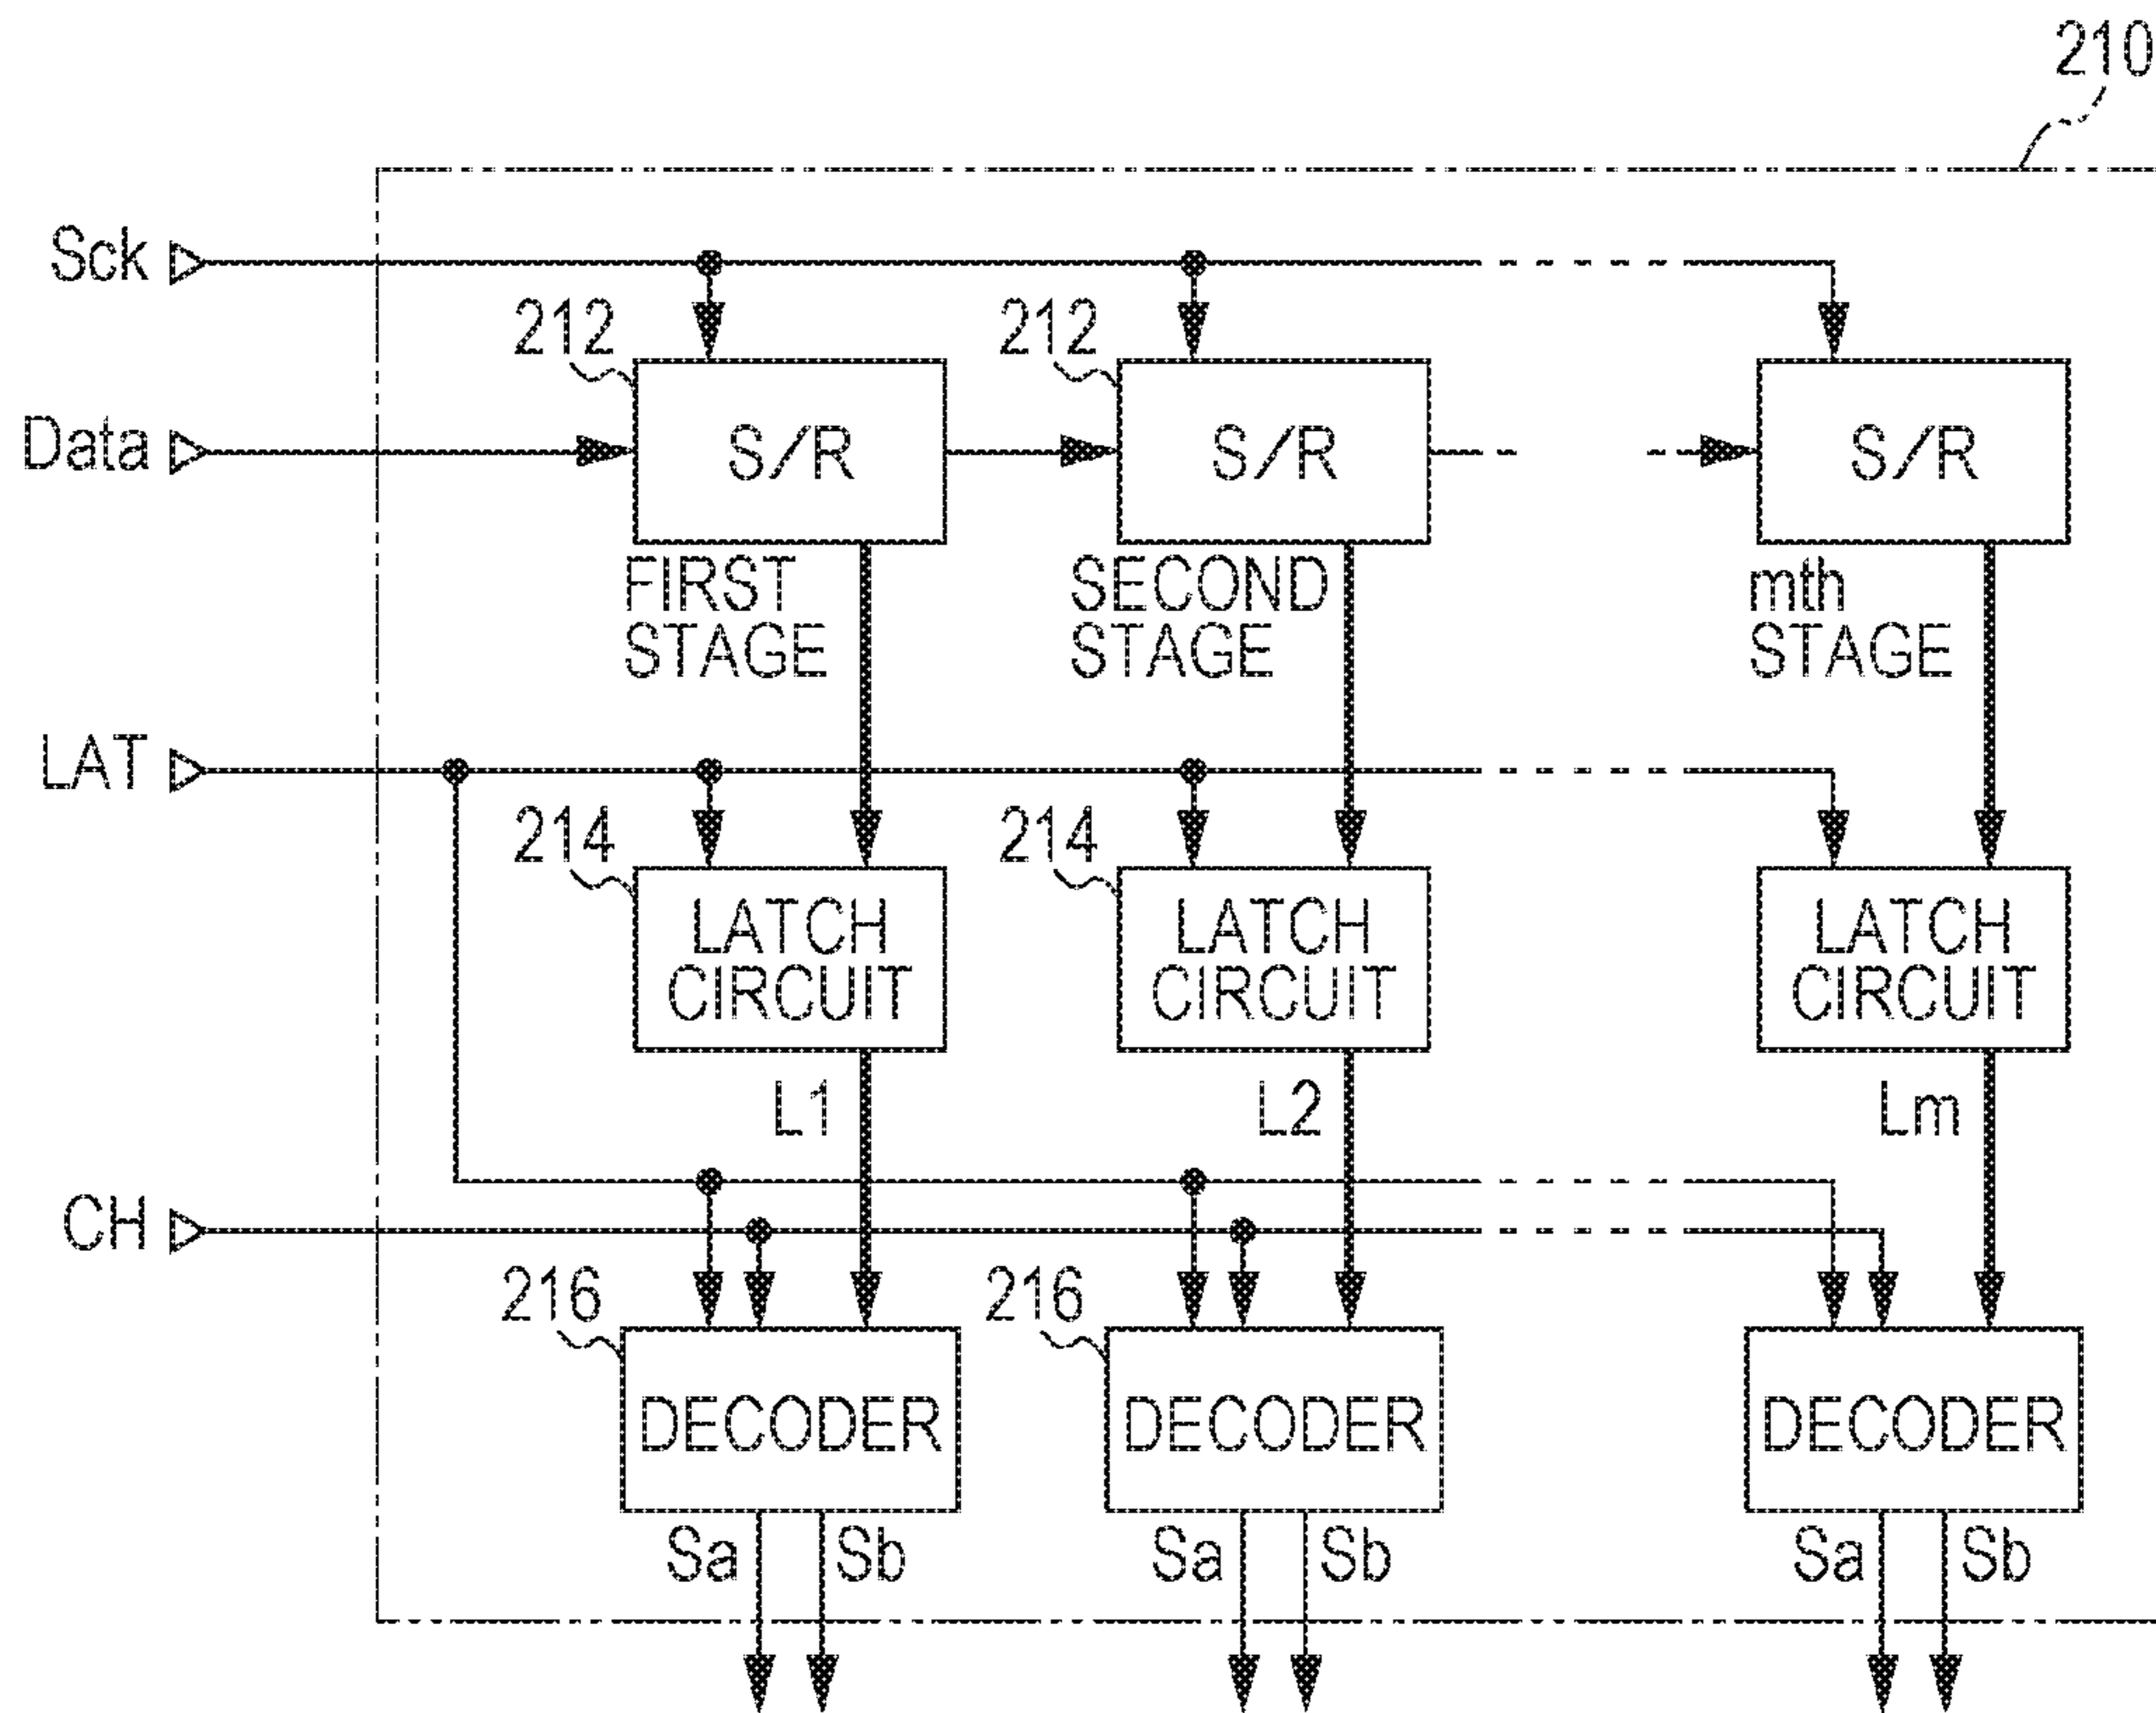 210
Sck
212
212
Data
S/R
S/R
S/R
FIRST
STAGE
SECOND
STAGE
mth
STAGE
LAT
214
214
LATCH
CIRCUIT
LATCH
CIRCUIT
LATCH
CIRCUIT
L1
L2
Lm
CH
216
216
DECODER
DECODER
DECODER
Sa
Sb
Sa
Sb
Sa
Sb